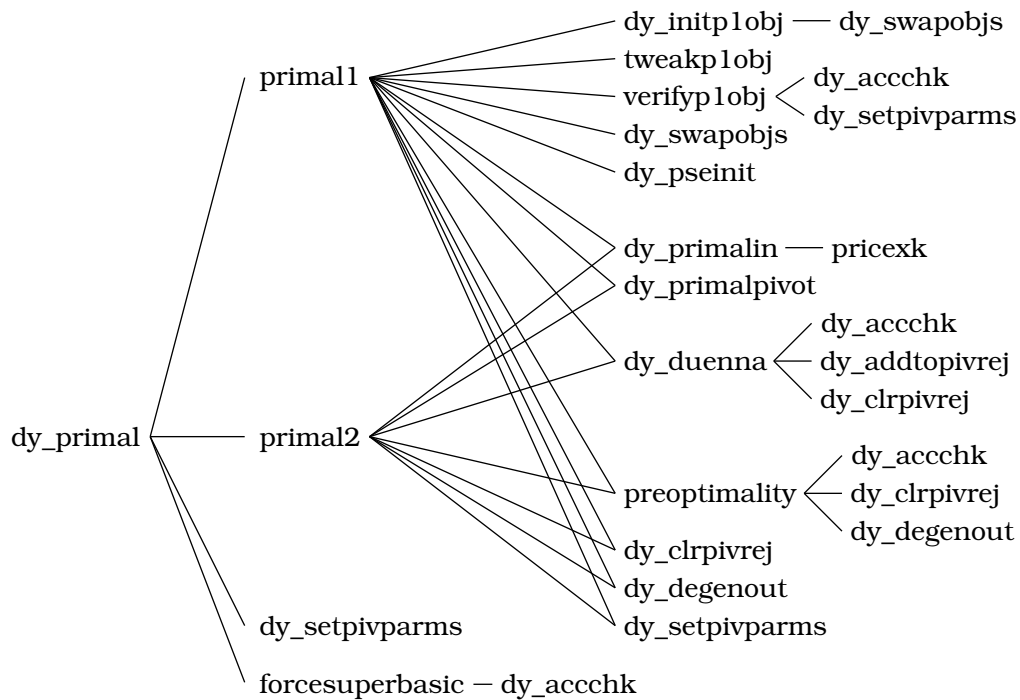 dy_initp1obj — dy_swapobjs
primal1
tweakp1obj
verifyp1obj
dy_accchk
dy_setpivparms
dy_swapobjs
dy_pseinit
dy_primalin — pricexk
dy_primalpivot
dy_duenna
dy_accchk
dy_addtopivrej
dy_clrpivrej
dy_primal
primal2
preoptimality
dy_accchk
dy_clrpivrej
dy_degenout
dy_clrpivrej
dy_degenout
dy_setpivparms
dy_setpivparms
forcesuperbasic – dy_accchk